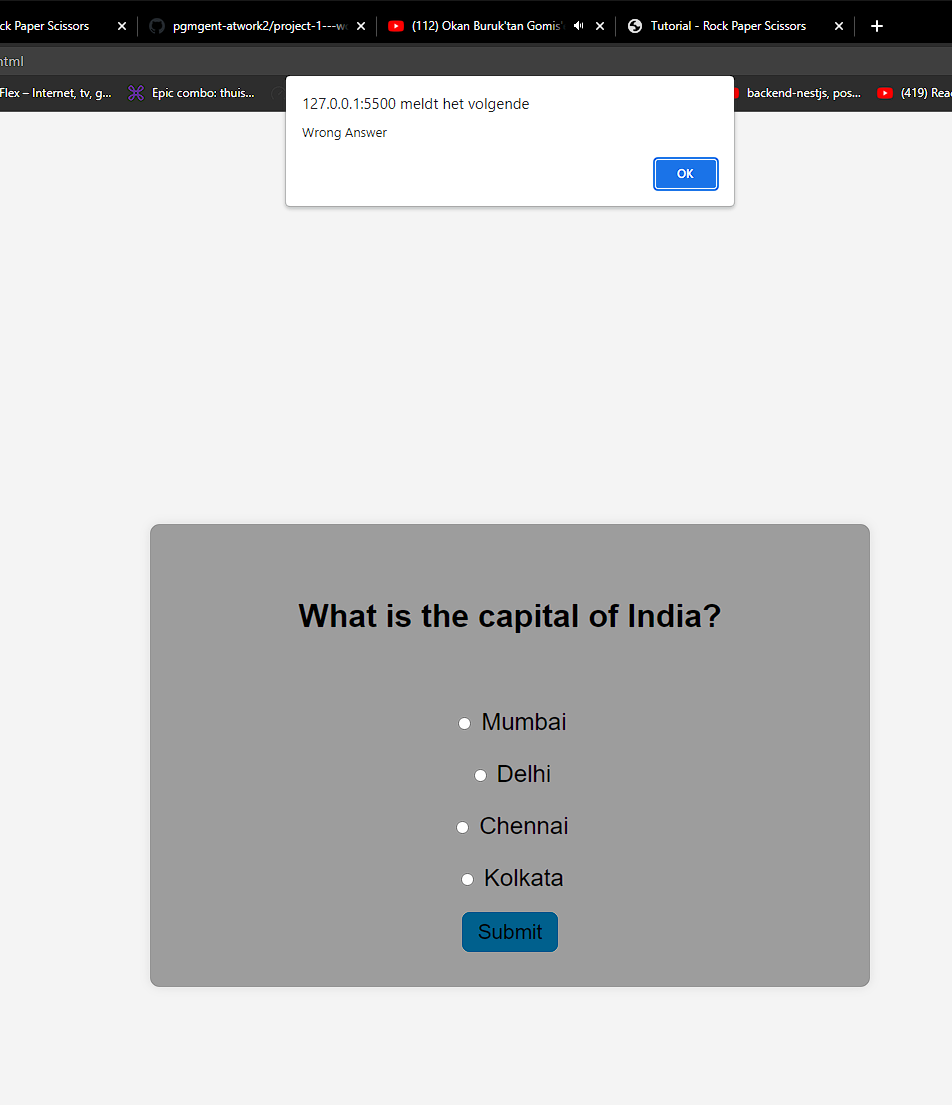 ck Paper Scissors
pgmgent-atwork2/project-1---w
(112) Okan Buruk'tan Gomis'
Tutorial - Rock Paper Scissors
html
Flex – Internet, tv, g...
Epic combo: thuis...
backend-nestjs, pos...
(419) Rea
127.0.0.1:5500 meldt het volgende
Wrong Answer
OK
What is the capital of India?
Mumbai
Delhi
Chennai
Kolkata
Submit